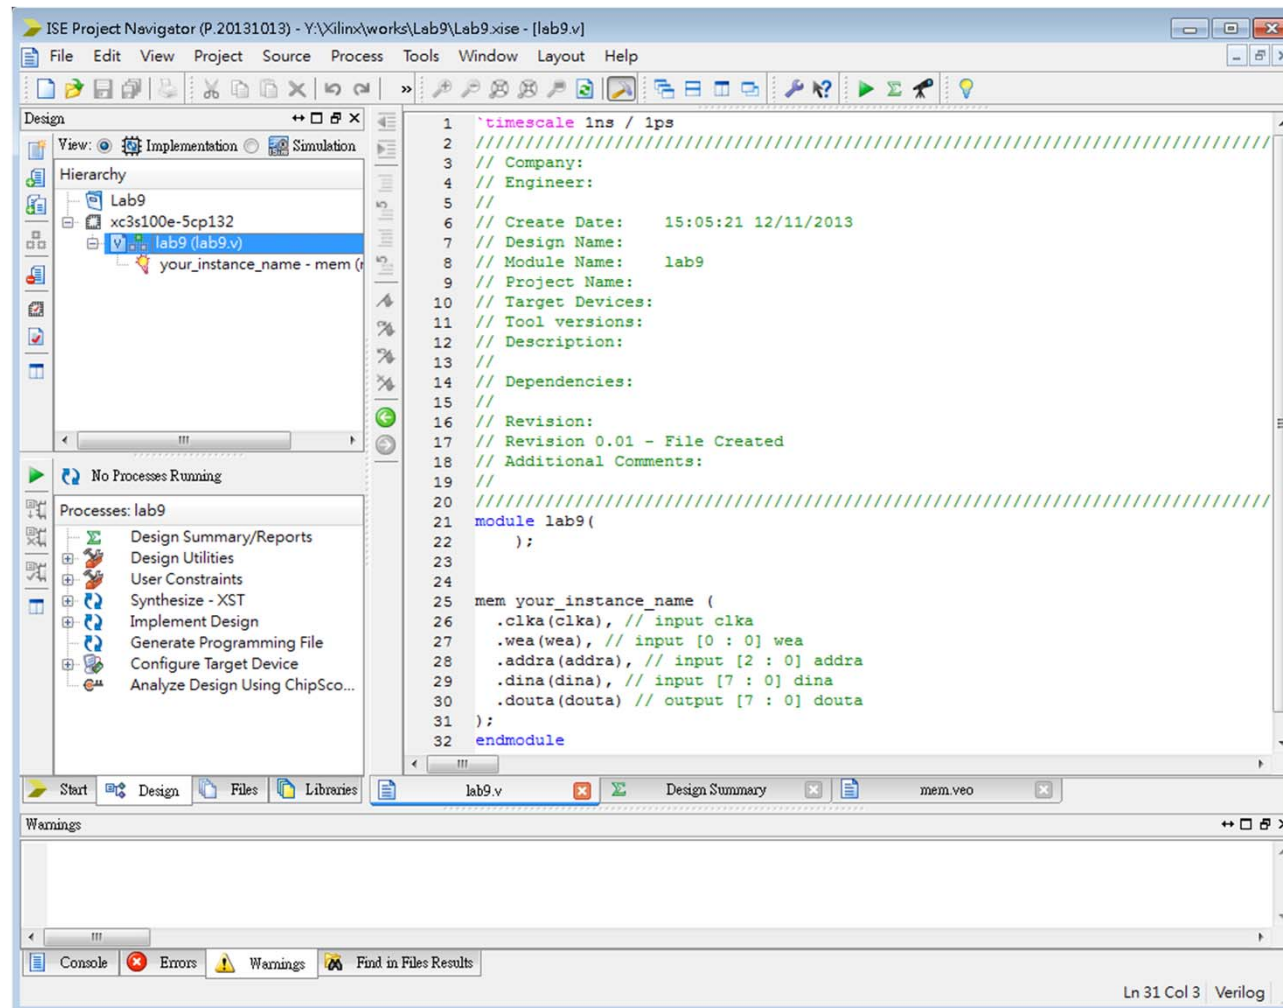 ISE Project Navigator (P.20131013) - Y:\Xilinx\works\Lab9\Lab9.xise - [lab9.v]
File Edit View Project Source Process Tools Window Layout Help
Design
View: Implementation Simulation
Hierarchy
Lab9
xc3s100e-5cp132
lab9 (lab9.v)
your_instance_name - mem (
No Processes Running
Processes: lab9
Design Summary/Reports
Design Utilities
User Constraints
Synthesize - XST
Implement Design
Generate Programming File
Configure Target Device
Analyze Design Using ChipSco...
Start Design Files Libraries
1 `timescale 1ns / 1ps
2 ////////////////////////////////////////////////////////////////////////////////
3 // Company:
4 // Engineer:
5 //
6 // Create Date:    15:05:21 12/11/2013
7 // Design Name:
8 // Module Name:    lab9
9 // Project Name:
10 // Target Devices:
11 // Tool versions:
12 // Description:
13 //
14 // Dependencies:
15 //
16 // Revision:
17 // Revision 0.01 - File Created
18 // Additional Comments:
19 //
20 ////////////////////////////////////////////////////////////////////////////////
21 module lab9(
22     );
23
24
25 mem your_instance_name (
26   .clka(clka), // input clka
27   .wea(wea), // input [0 : 0] wea
28   .addra(addra), // input [2 : 0] addra
29   .dina(dina), // input [7 : 0] dina
30   .douta(douta) // output [7 : 0] douta
31 );
32 endmodule
lab9.v Design Summary mem.veo
Warnings
Console Errors Warnings Find in Files Results
Ln 31 Col 3 Verilog